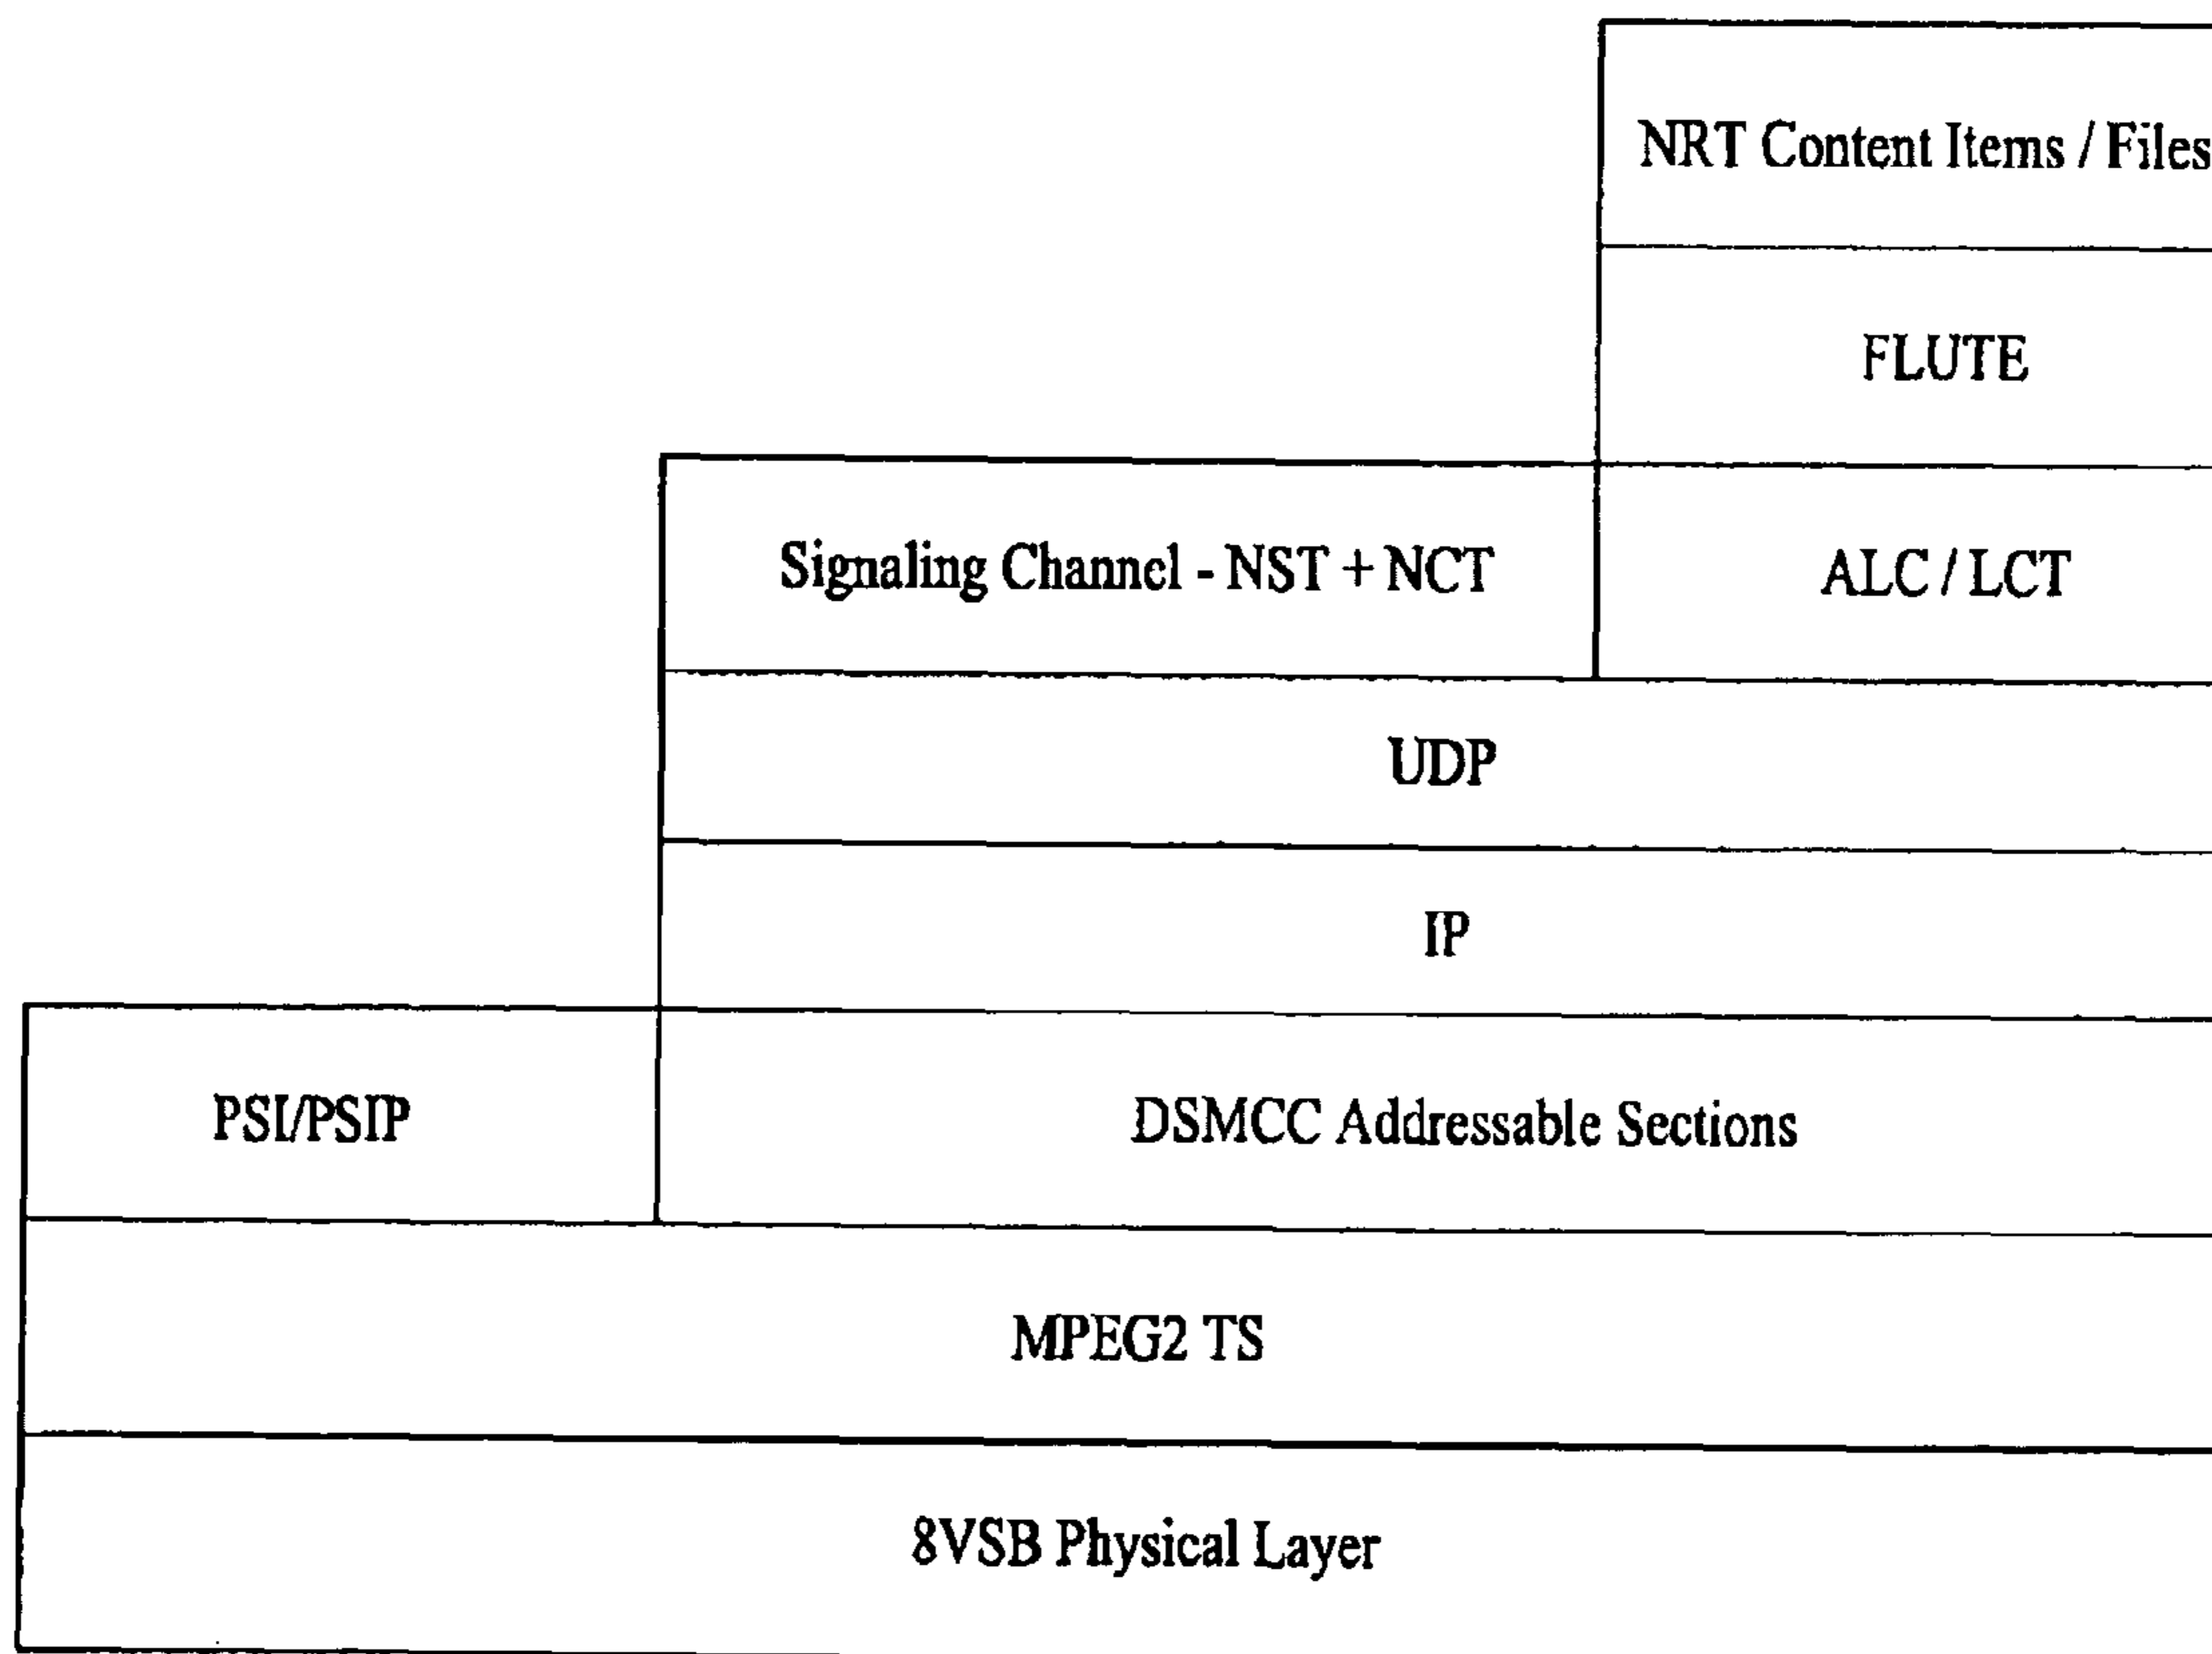 NRT Content Items / Files
FLUTE
Signaling Channel - NST + NCT
ALC / LCT
UDP
IP
PSI/PSIP
DSMCC Addressable Sections
MPEG2 TS
8VSB Physical Layer